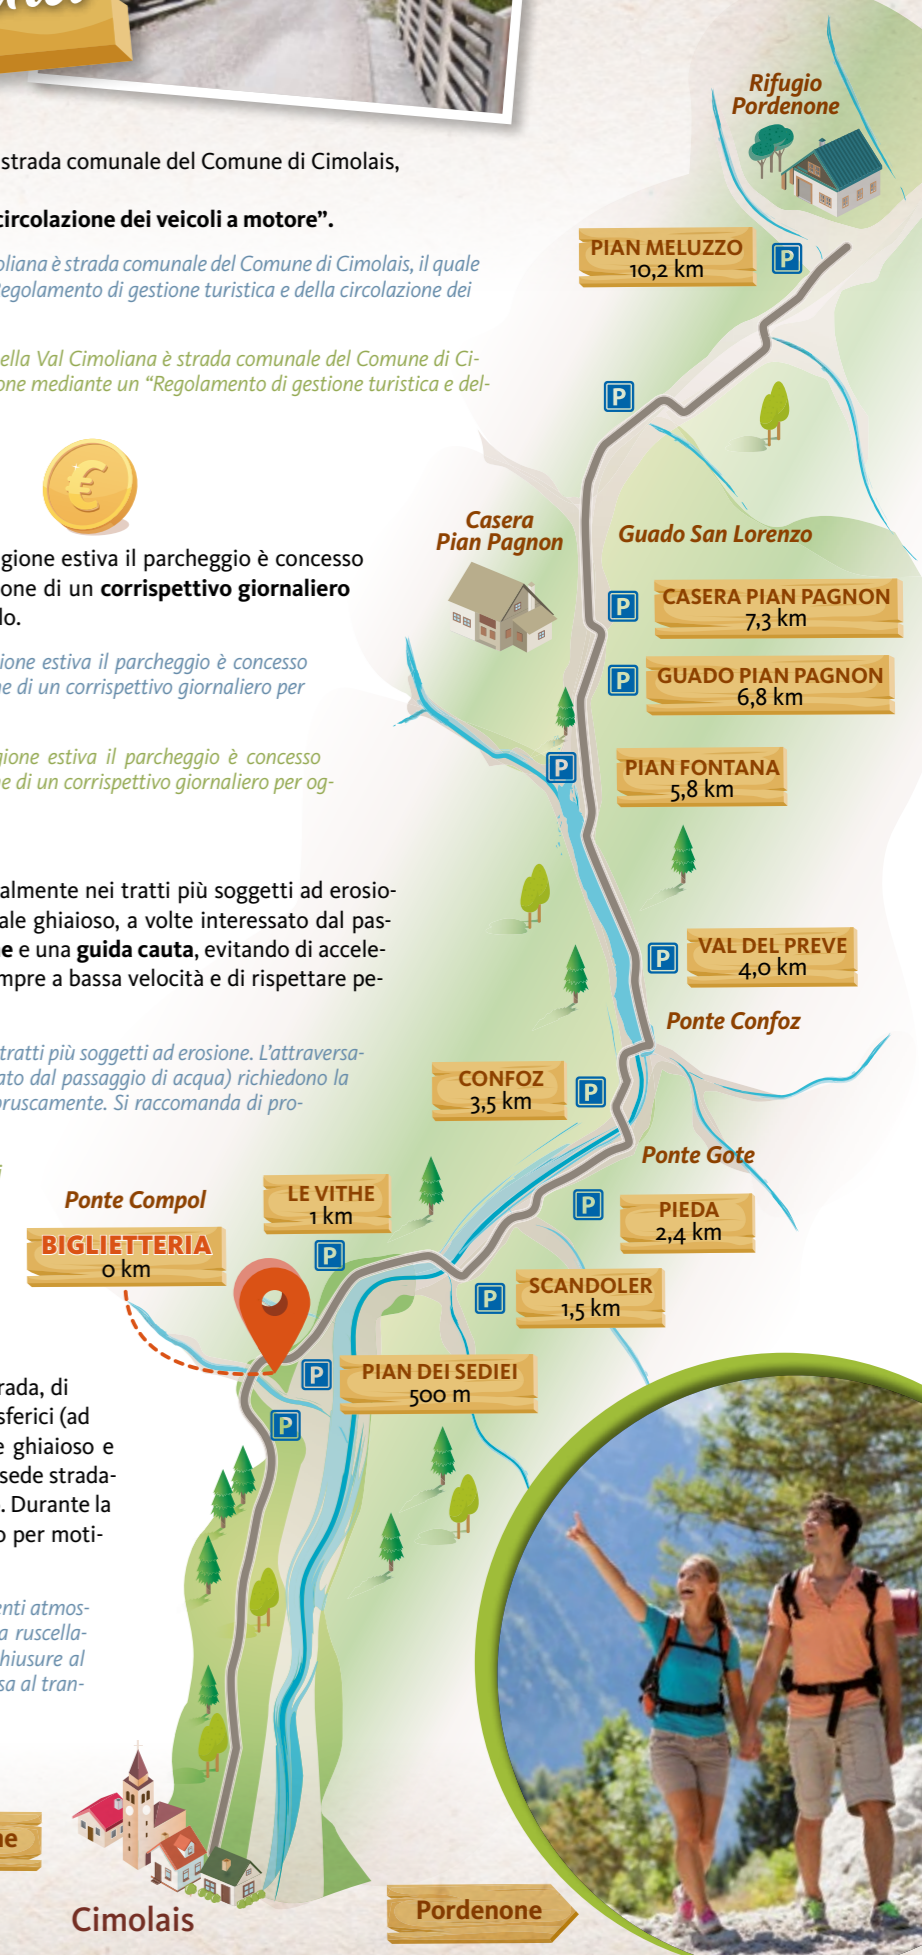 strada comunale del Comune di Cimolais,
circolazione dei veicoli a motore”.
oliana è strada comunale del Comune di Cimolais, il quale
egolamento di gestione turistica e della circolazione dei
ella Val Cimoliana è strada comunale del Comune di Ci-
one mediante un “Regolamento di gestione turistica e del-
€
gione estiva il parcheggio è concesso
one di un corrispettivo giornaliero
lo.
ione estiva il parcheggio è concesso
e di un corrispettivo giornaliero per
gione estiva il parcheggio è concesso
e di un corrispettivo giornaliero per og-
almente nei tratti più soggetti ad erosio-
ale ghiaioso, a volte interessato dal pas-
e e una guida cauta, evitando di accele-
mpre a bassa velocità e di rispettare pe-
tratti più soggetti ad erosione. L’attraversa-
ato dal passaggio di acqua) richiedono la
bruscamente. Si raccomanda di pro-
i
rada, di
sferici (ad
e ghiaioso e
sede strada-
. Durante la
o per moti-
enti atmos-
a ruscella-
chiusure al
sa al tran-
ne
Rifugio
Pordenone
PIAN MELUZZO
10,2 km
P
P
Casera
Pian Pagnon
Guado San Lorenzo
P
CASERA PIAN PAGNON
7,3 km
P
GUADO PIAN PAGNON
6,8 km
P
PIAN FONTANA
5,8 km
P
VAL DEL PREVE
4,0 km
Ponte Confoz
CONFOZ
3,5 km
P
Ponte Gote
P
PIEDA
2,4 km
Ponte Compol
LE VITHE
1 km
P
BIGLIETTERIA
0 km
P
SCANDOLER
1,5 km
P
PIAN DEI SEDIEI
500 m
P
Cimolais
Pordenone